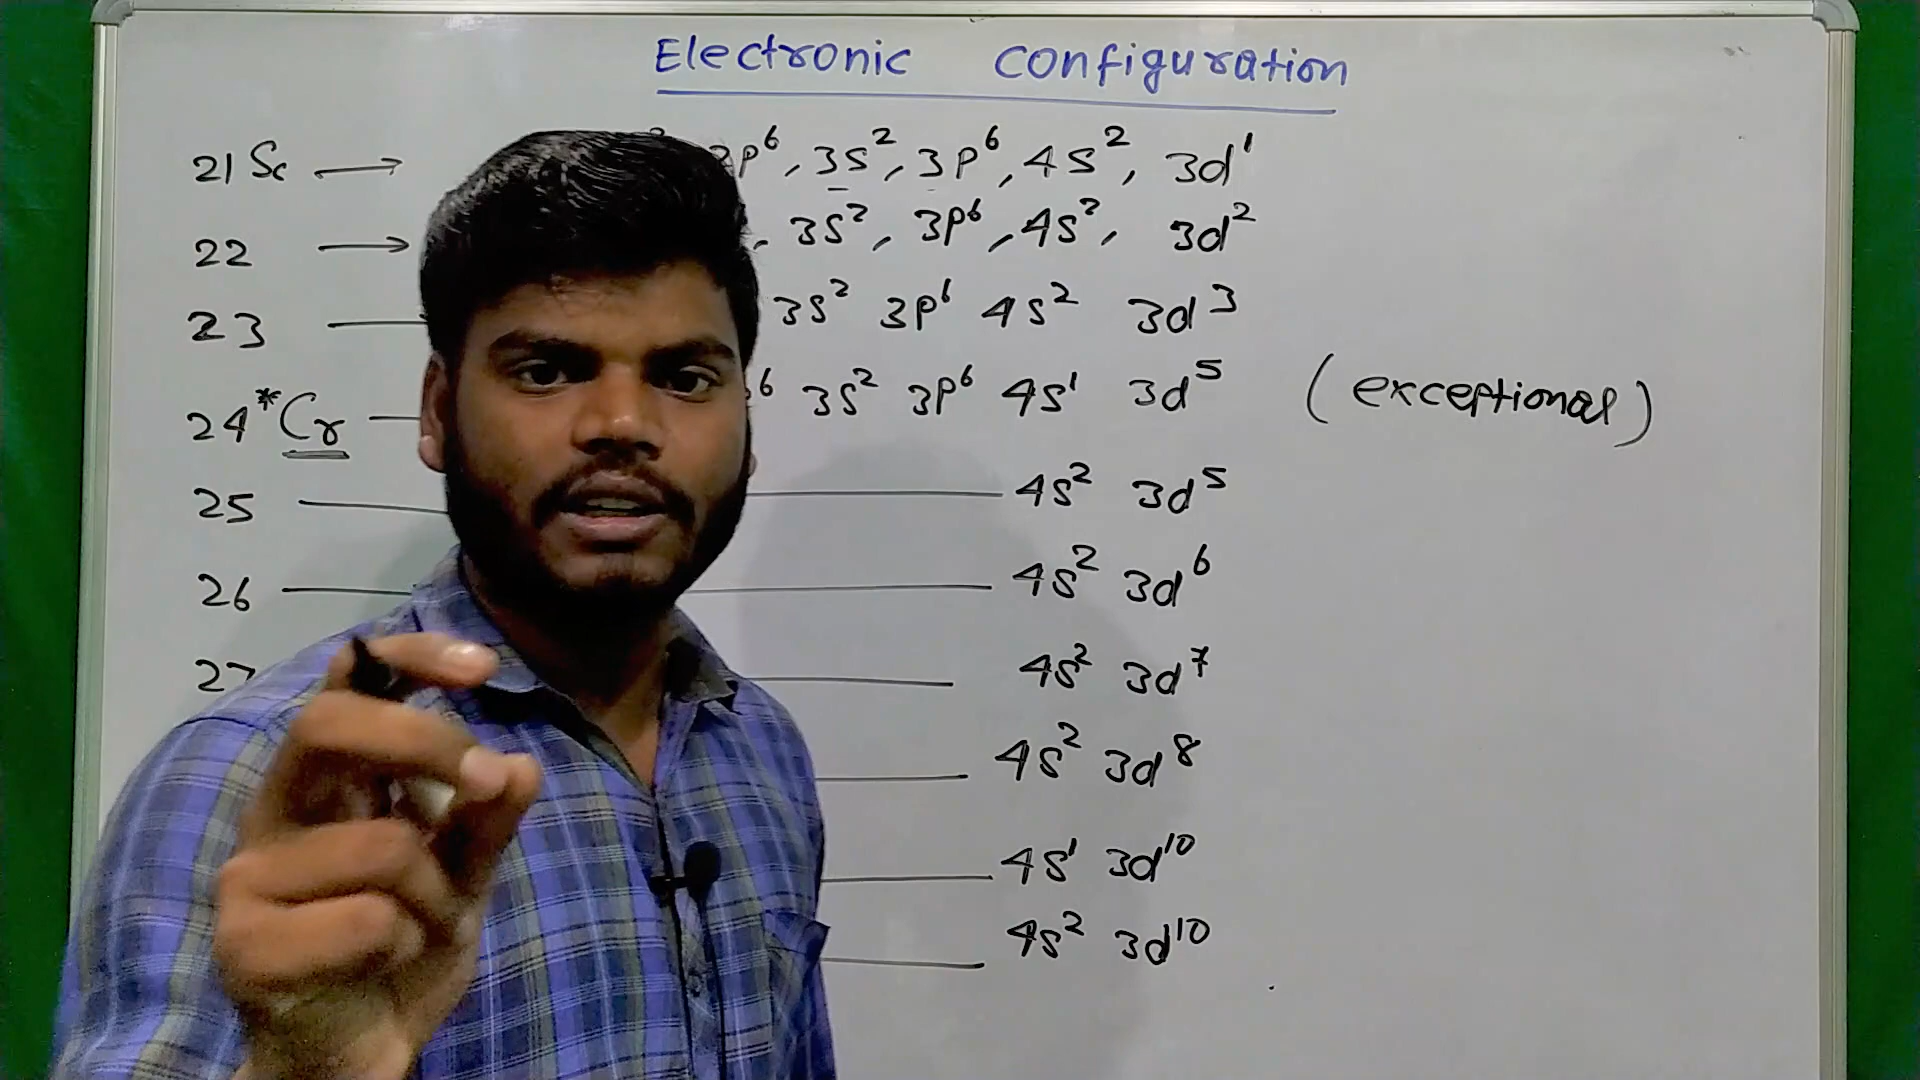 Electronic configuration
21 Sc → 2p⁶, 3s², 3p⁶, 4s², 3d¹
22 → , 3s², 3p⁶, 4s², 3d²
23 3s² 3p⁶ 4s² 3d³
24 *Cr 6 3s² 3p⁶ 4s¹ 3d⁵ (exceptional)
25 4s² 3d⁵
26 4s² 3d⁶
27 4s² 3d⁷
4s² 3d⁸
4s¹ 3d¹⁰
4s² 3d¹⁰